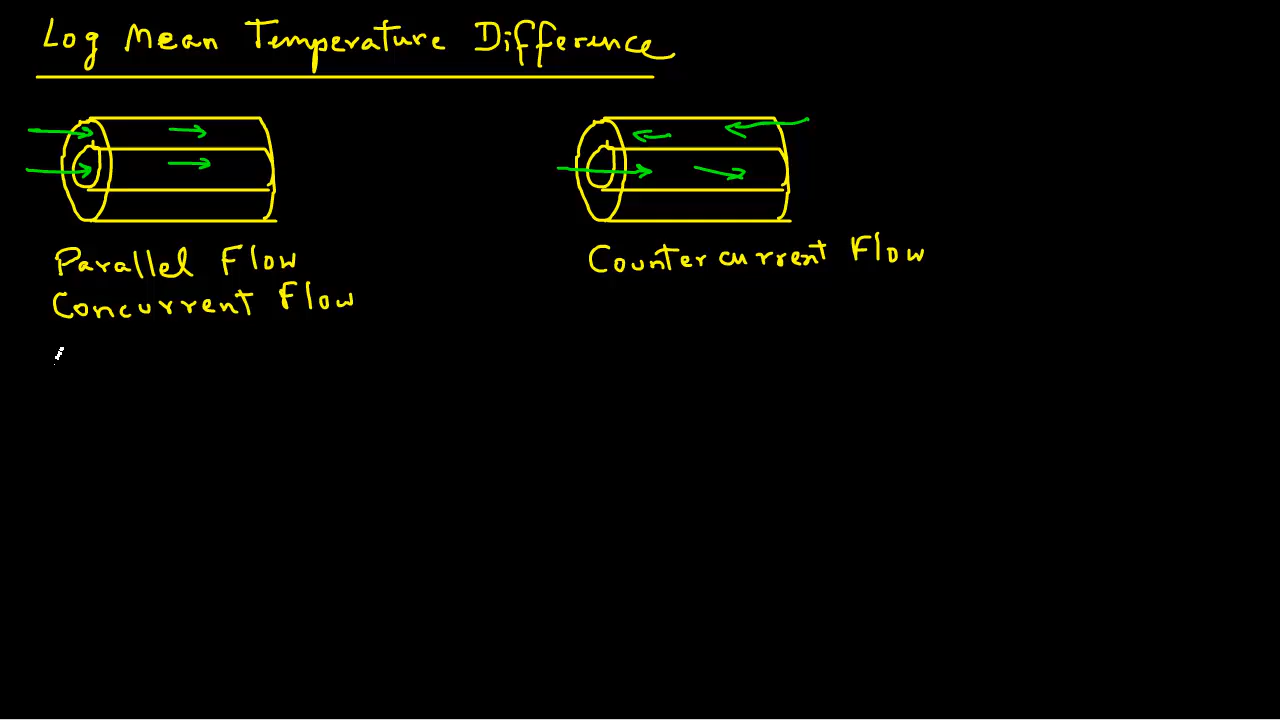 Log Mean Temperature Difference
Parallel Flow
Concurrent Flow
Countercurrent Flow